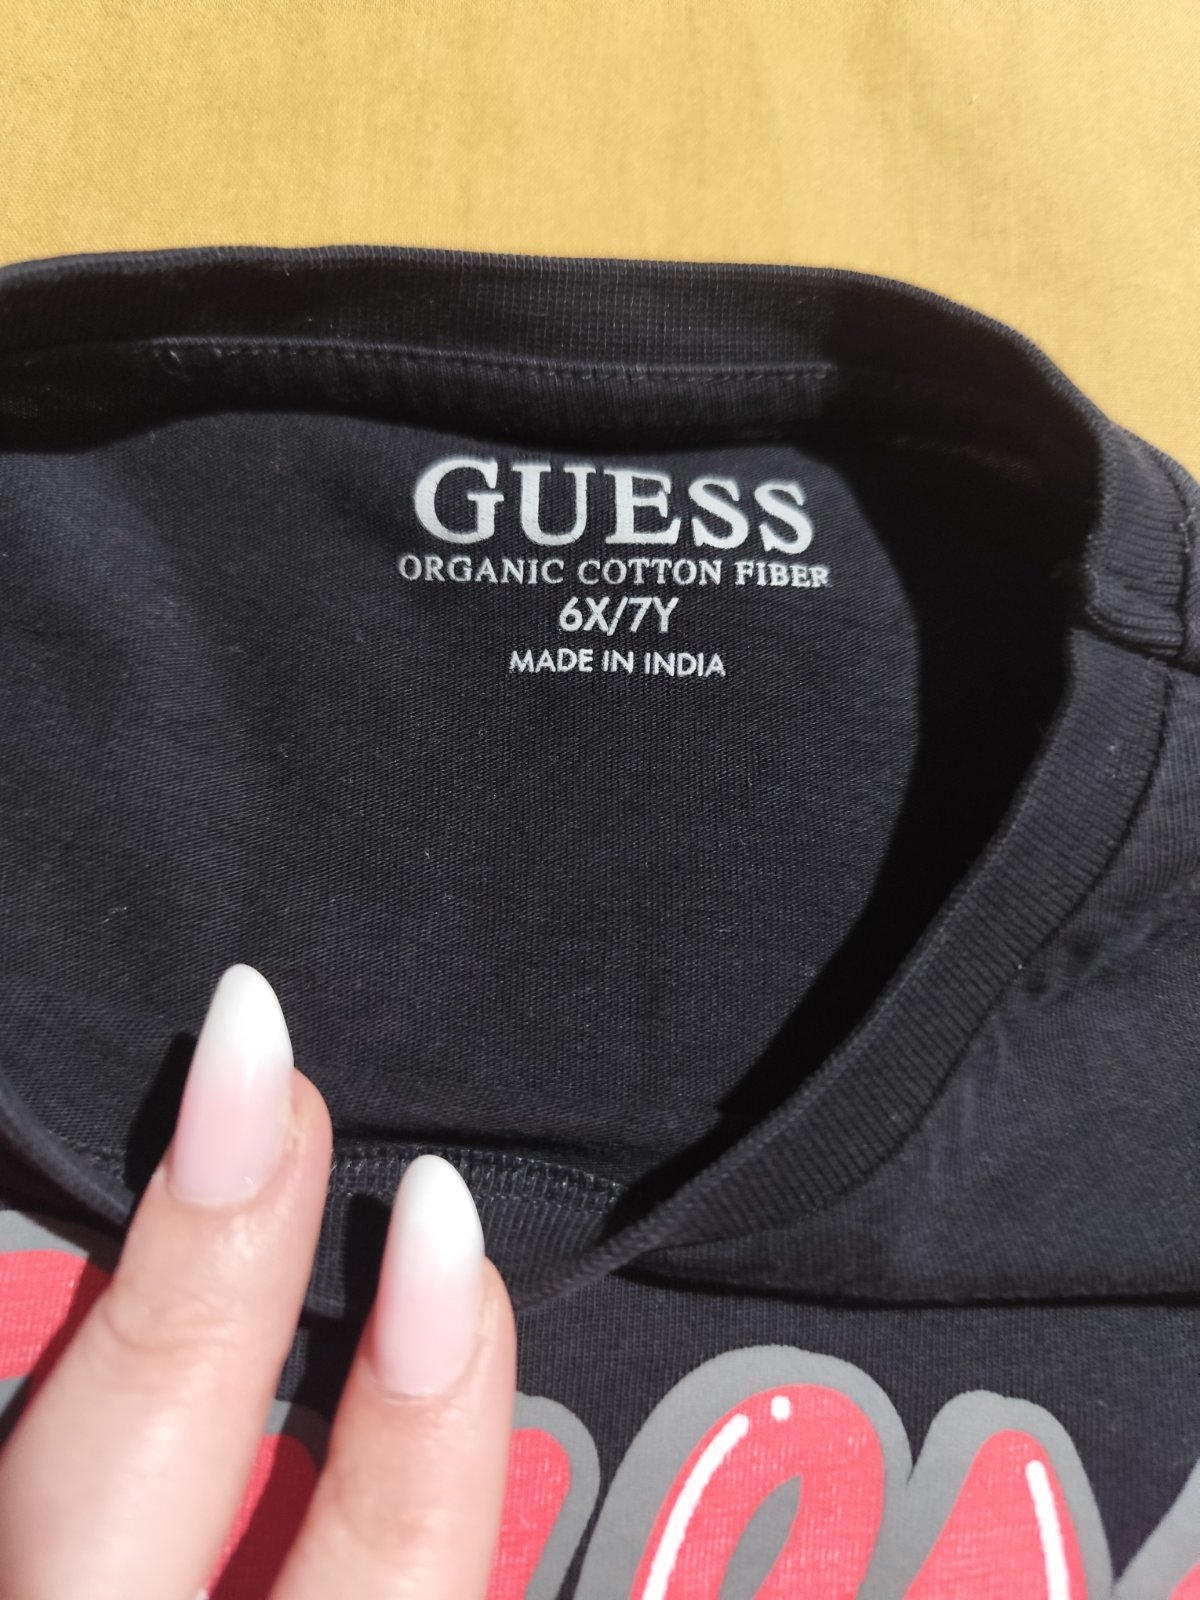 GUESS
ORGANIC COTTON FIBER
6X/7Y
MADE IN INDIA